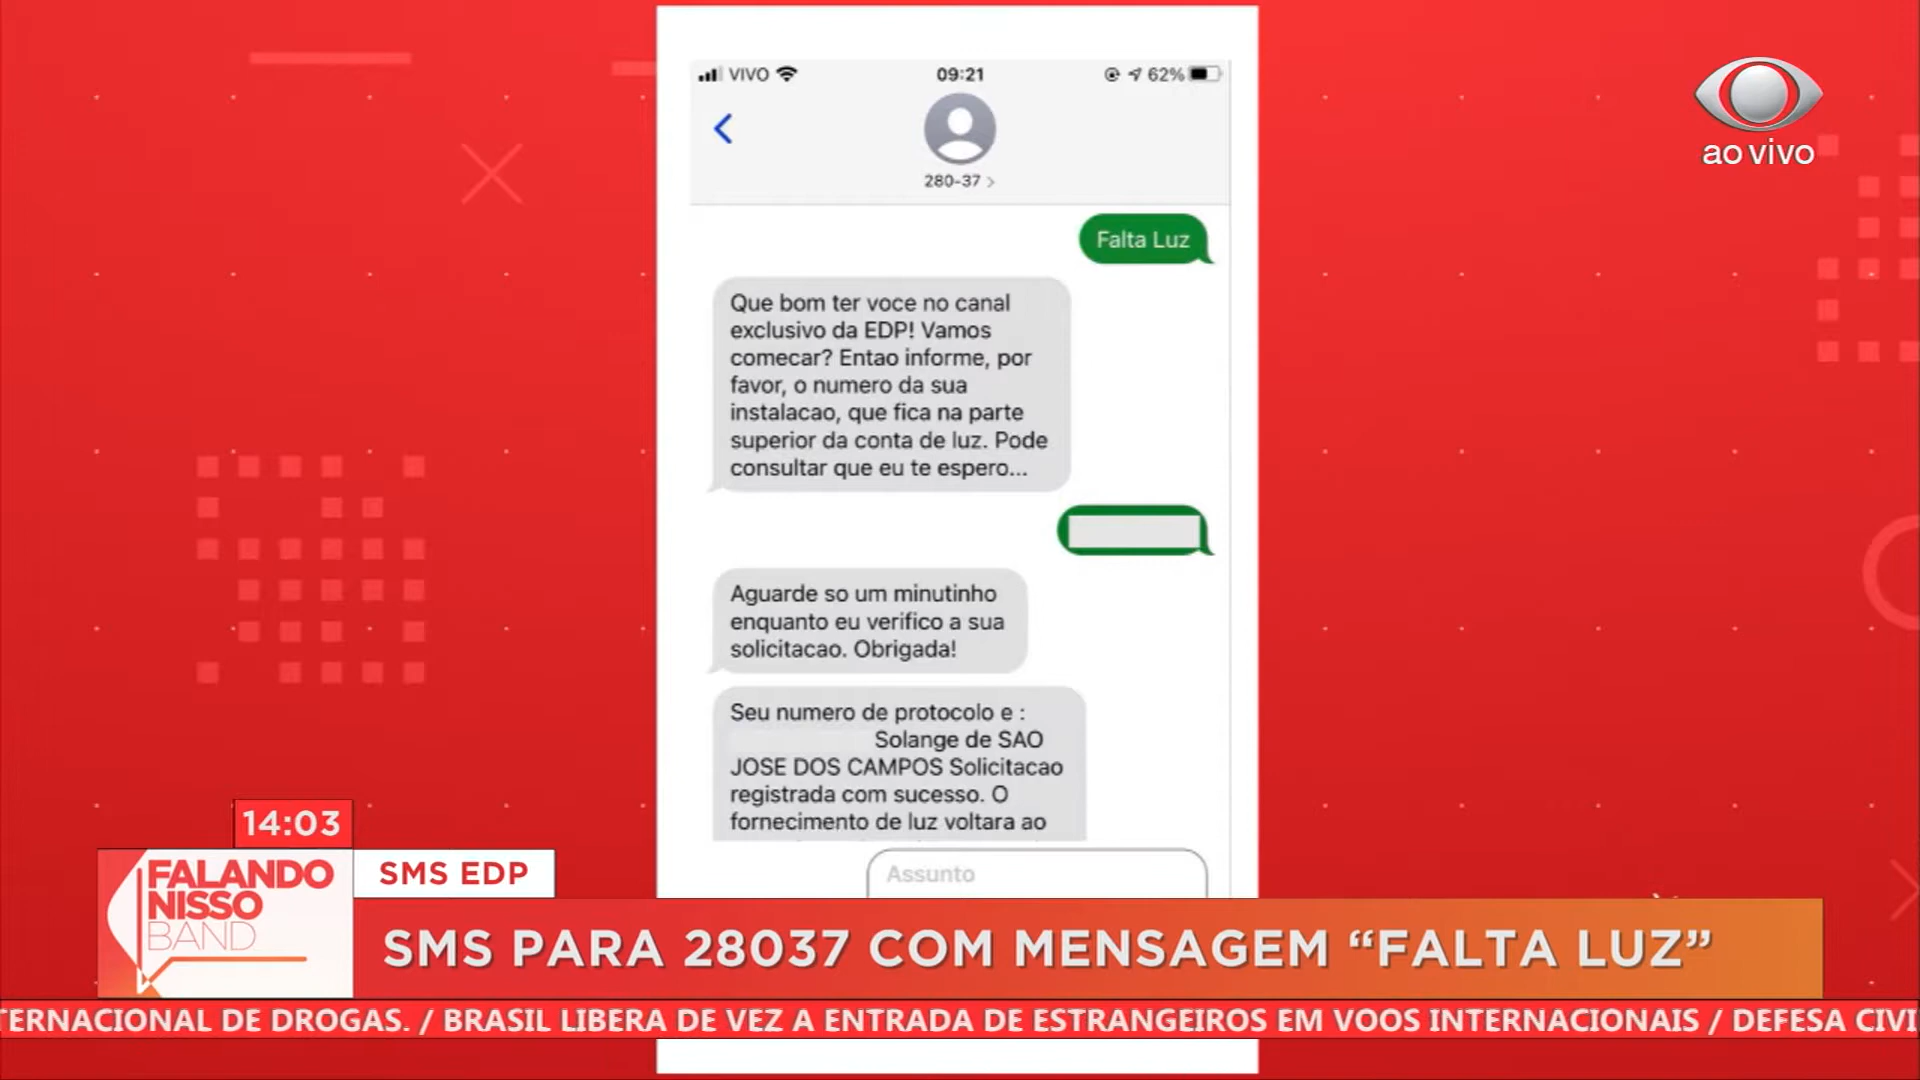 VIVO
09:21
62%
ao vivo
280-37
Falta Luz
Que bom ter voce no canal
exclusivo da EDP! Vamos
comecar? Entao informe, por
favor, o numero da sua
instalacao, que fica na parte
superior da conta de luz. Pode
consultar que eu te espero...
Aguarde so um minutinho
enquanto eu verifico a sua
solicitacao. Obrigada!
Seu numero de protocolo e :
Solange de SAO
JOSE DOS CAMPOS Solicitacao
registrada com sucesso. O
fornecimento de luz voltara ao
Assunto
14:03
FALANDO
NISSO
BAND
SMS EDP
SMS PARA 28037 COM MENSAGEM “FALTA LUZ”
TERNACIONAL DE DROGAS. / BRASIL LIBERA DE VEZ A ENTRADA DE ESTRANGEIROS EM VOOS INTERNACIONAIS / DEFESA CIVI